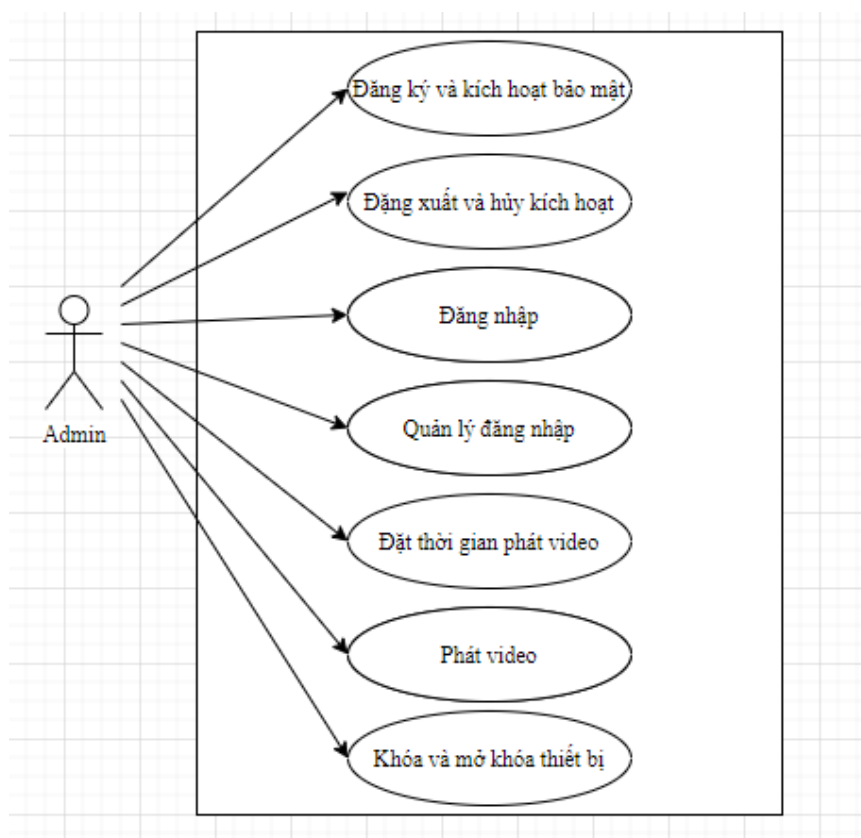 Đăng ký và kích hoạt bảo mật
Đặng xuất và hủy kích hoạt
Đăng nhập
Quản lý đăng nhập
Đặt thời gian phát video
Phát video
Khóa và mở khóa thiết bị
Admin